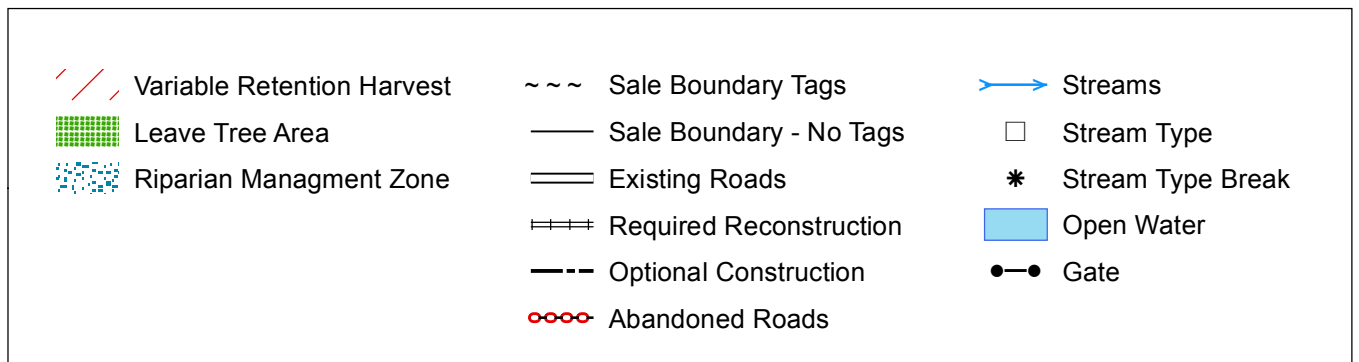 Variable Retention Harvest
Leave Tree Area
Riparian Managment Zone
Sale Boundary Tags
Sale Boundary - No Tags
Existing Roads
Required Reconstruction
Optional Construction
Abandoned Roads
Streams
Stream Type
Stream Type Break
Open Water
Gate